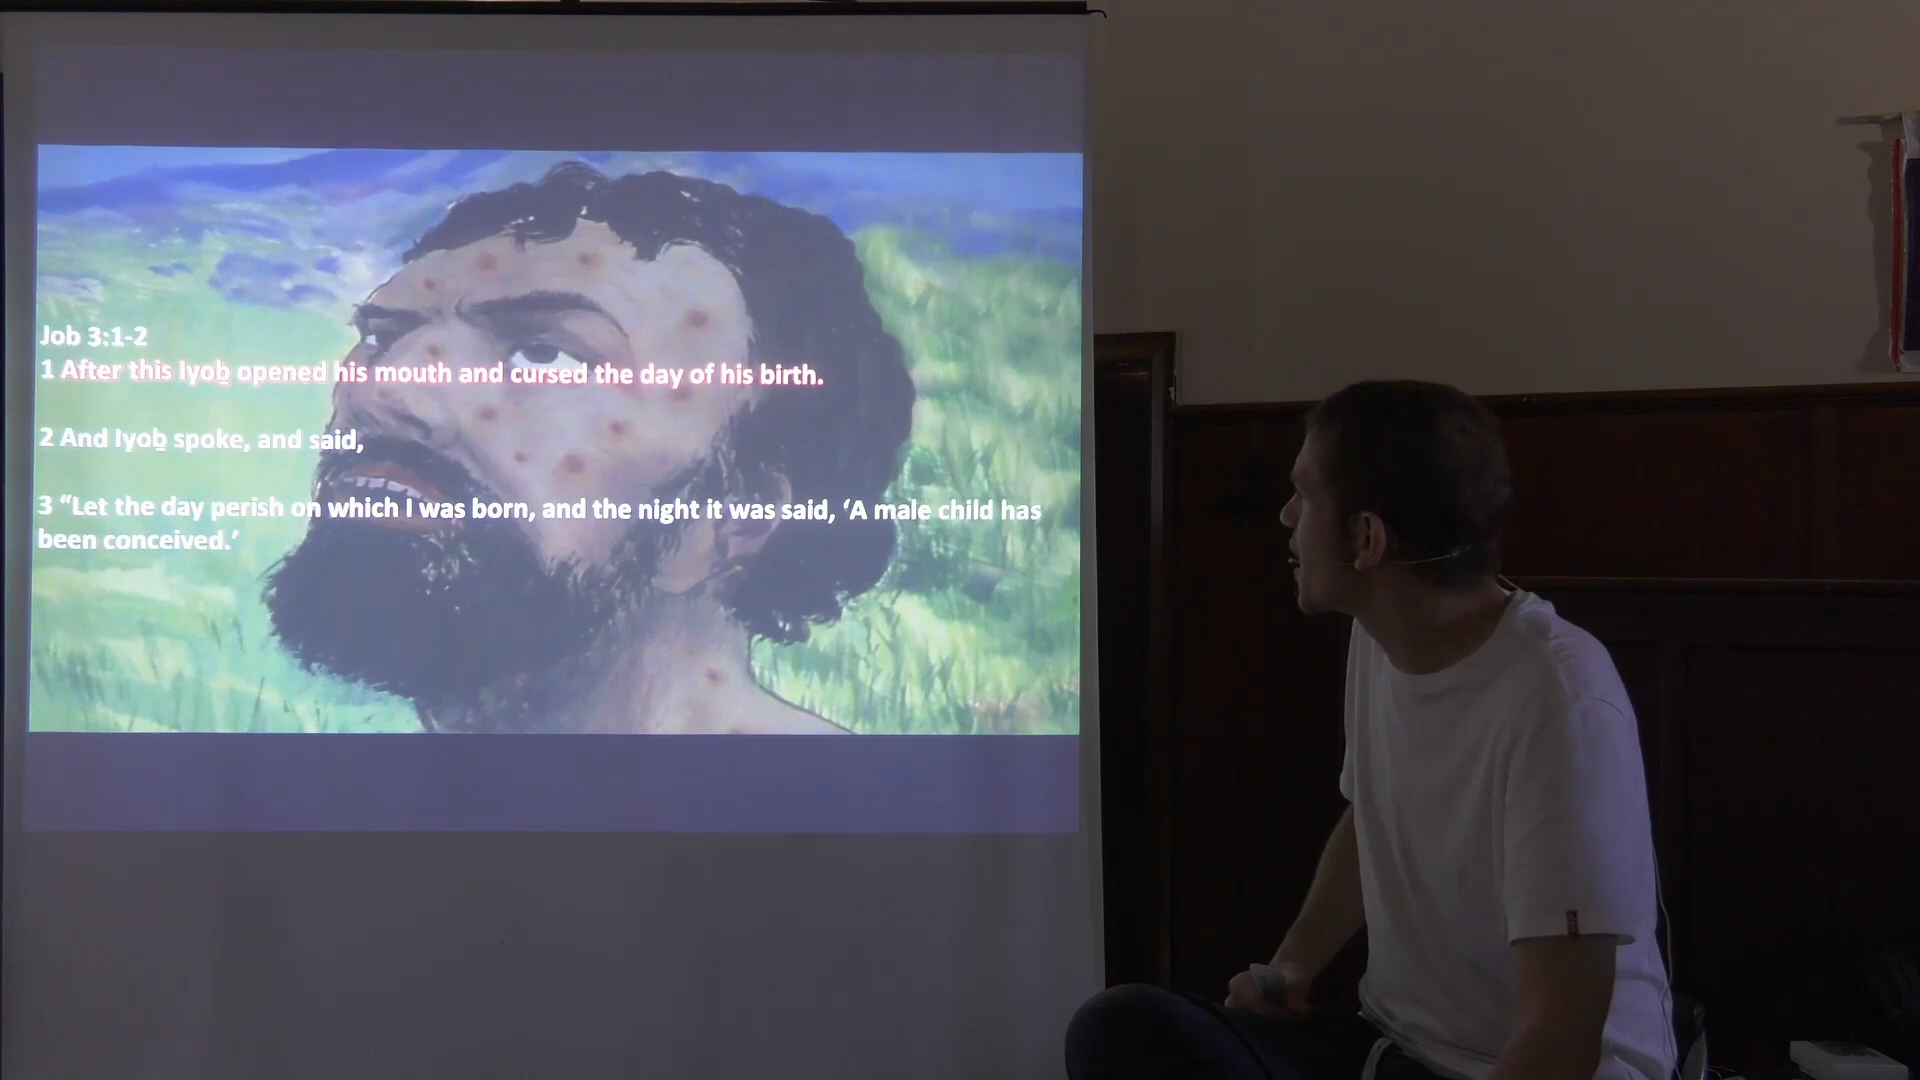 Job 3:1-2
1 After this Iyoḇ opened his mouth and cursed the day of his birth.
2 And Iyoḇ spoke, and said,
3 “Let the day perish on which I was born, and the night it was said, ‘A male child has
been conceived.’